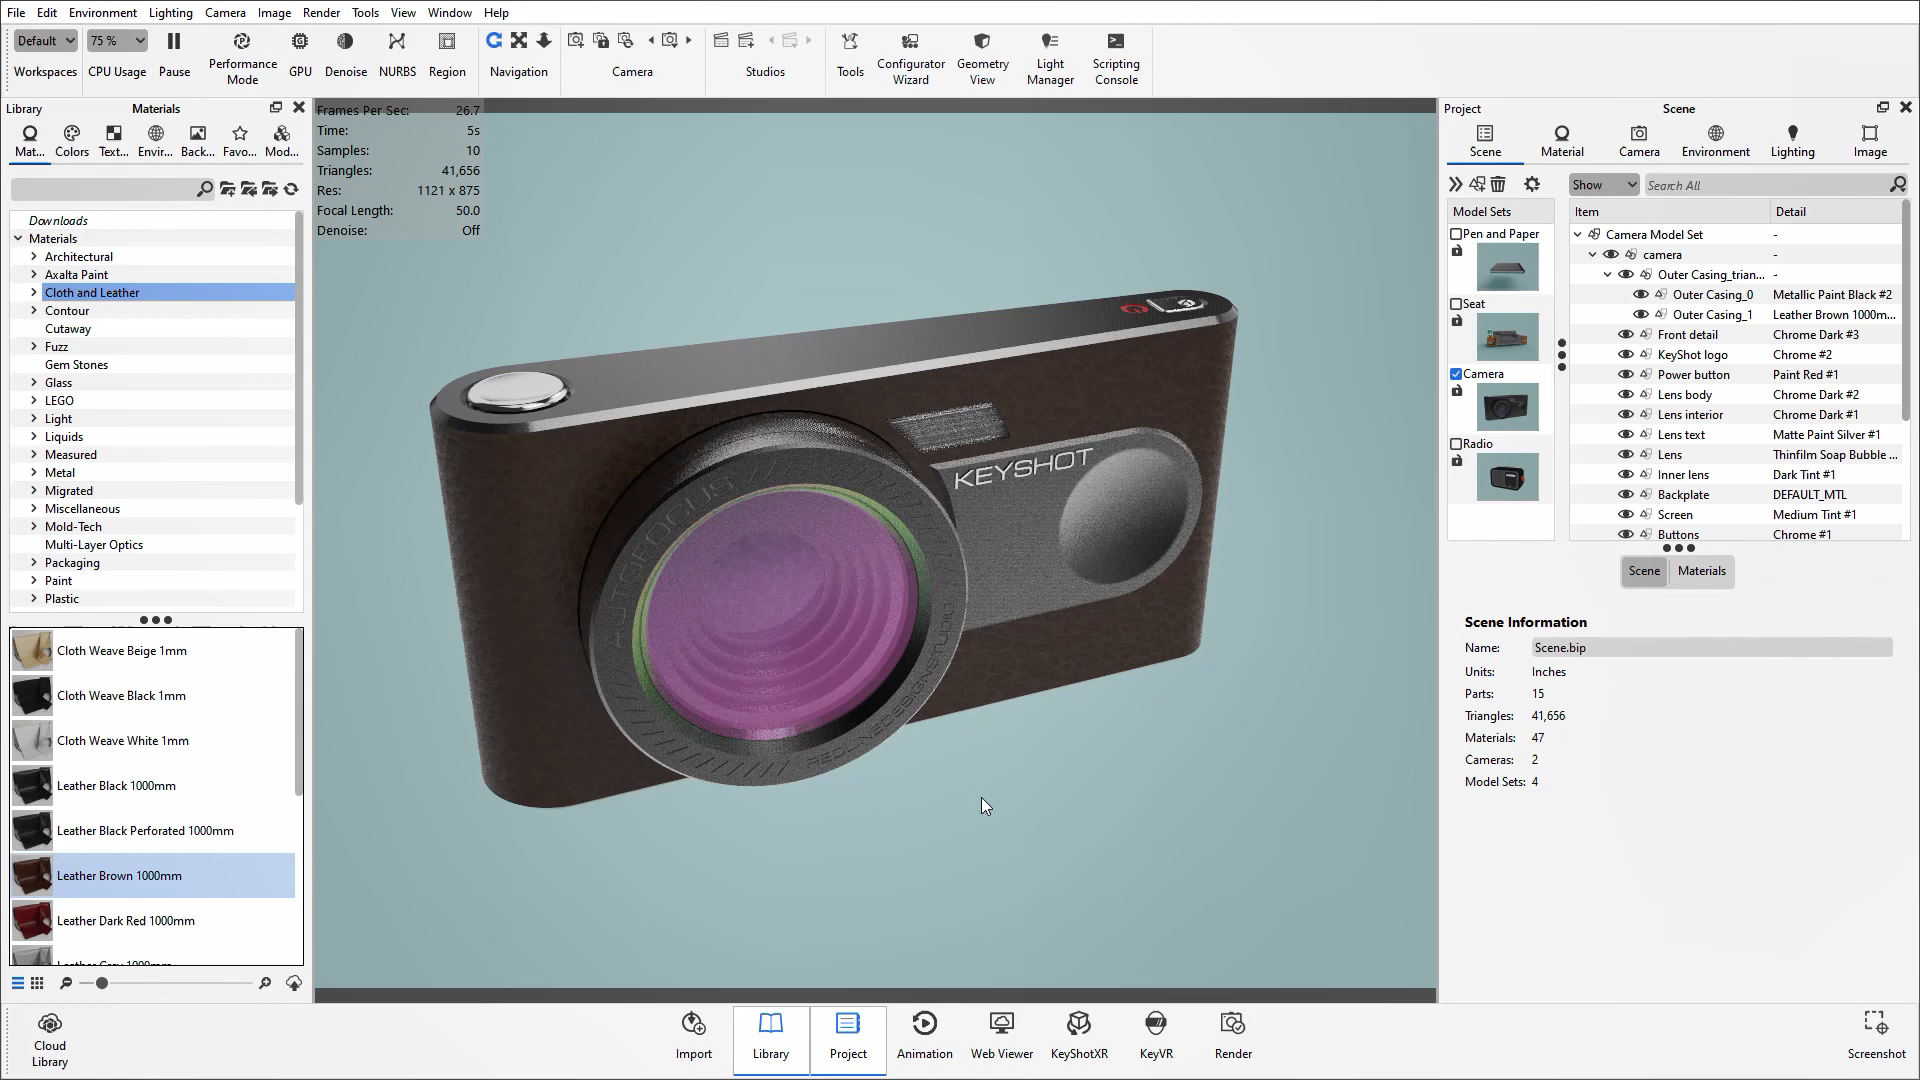 File Edit Environment Lighting Camera Image Render Tools View Window Help
Default 75 %
Workspaces CPU Usage Pause Performance Mode GPU Denoise NURBS Region Navigation Camera Studios Tools Configurator Wizard Geometry View Light Manager Scripting Console
Library Materials
Mat... Colors Text... Envir... Back... Favo... Mod...
Downloads
Materials
Architectural
Axalta Paint
Cloth and Leather
Contour
Cutaway
Fuzz
Gem Stones
Glass
LEGO
Light
Liquids
Measured
Metal
Migrated
Miscellaneous
Mold-Tech
Multi-Layer Optics
Packaging
Paint
Plastic
Cloth Weave Beige 1mm
Cloth Weave Black 1mm
Cloth Weave White 1mm
Leather Black 1000mm
Leather Black Perforated 1000mm
Leather Brown 1000mm
Leather Dark Red 1000mm
Leather Gray 1000mm
Frames Per Sec: 26.7
Time: 5s
Samples: 10
Triangles: 41,656
Res: 1121 x 875
Focal Length: 50.0
Denoise: Off
KEYSHOT
AUTOFOCUS
REDLINEDESIGNSTUDIO
Project Scene
Scene Material Camera Environment Lighting Image
Show Search All
Model Sets
Pen and Paper
Seat
Camera
Radio
Item Detail
Camera Model Set -
camera -
Outer Casing_trian... -
Outer Casing_0 Metallic Paint Black #2
Outer Casing_1 Leather Brown 1000m...
Front detail Chrome Dark #3
KeyShot logo Chrome #2
Power button Paint Red #1
Lens body Chrome Dark #2
Lens interior Chrome Dark #1
Lens text Matte Paint Silver #1
Lens Thinfilm Soap Bubble ...
Inner lens Dark Tint #1
Backplate DEFAULT_MTL
Screen Medium Tint #1
Buttons Chrome #1
Scene Materials
Scene Information
Name: Scene.bip
Units: Inches
Parts: 15
Triangles: 41,656
Materials: 47
Cameras: 2
Model Sets: 4
Cloud Library
Import Library Project Animation Web Viewer KeyShotXR KeyVR Render
Screenshot